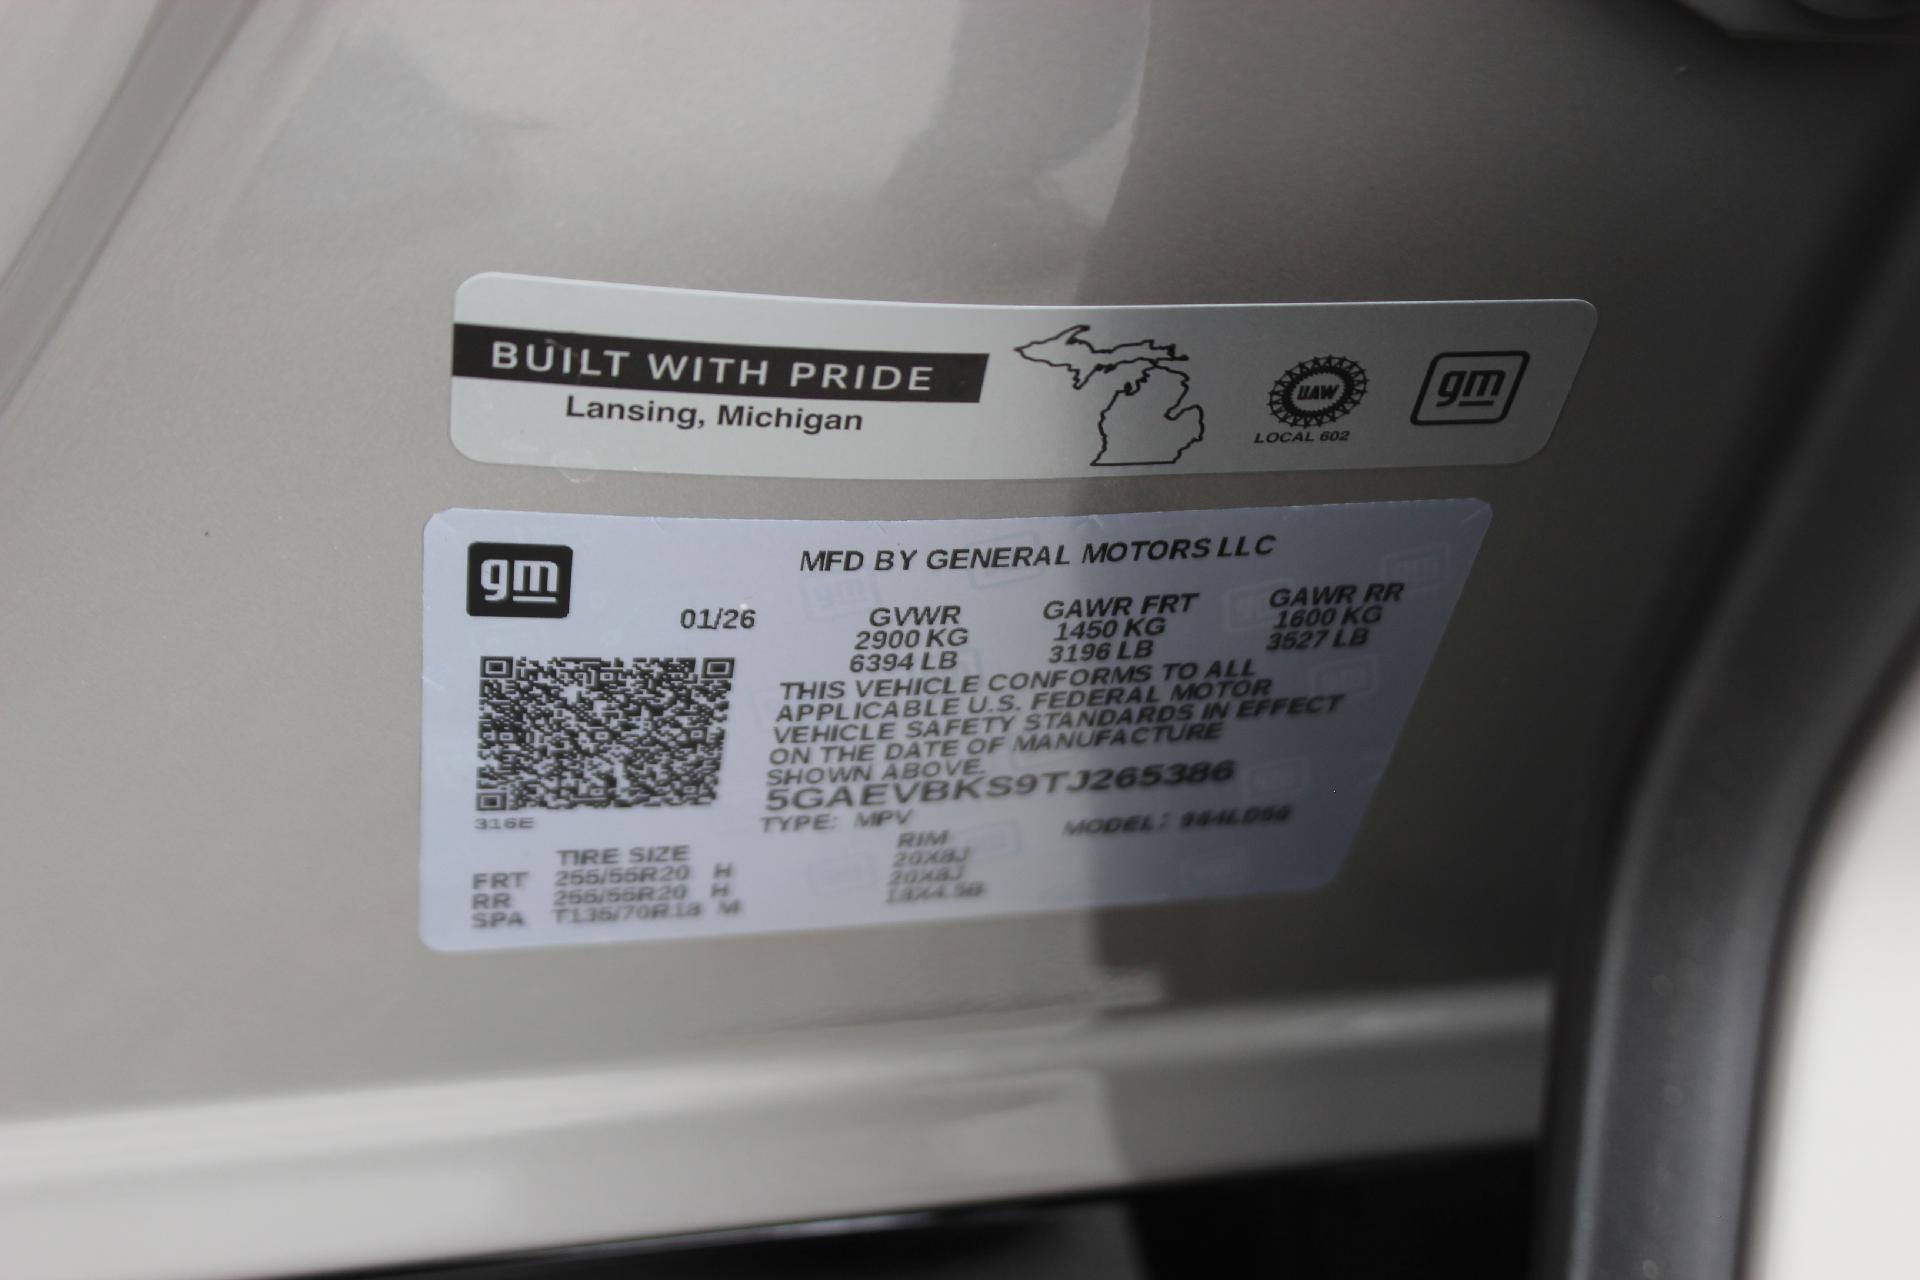 BUILT WITH PRIDE
Lansing, Michigan
UAW
LOCAL 602
gm
gm
MFD BY GENERAL MOTORS LLC
01/26
GVWR
2900 KG
6394 LB
GAWR FRT
1450 KG
3196 LB
GAWR RR
1600 KG
3527 LB
THIS VEHICLE CONFORMS TO ALL
APPLICABLE U.S. FEDERAL MOTOR
VEHICLE SAFETY STANDARDS IN EFFECT
ON THE DATE OF MANUFACTURE
SHOWN ABOVE.
5GAEVBKS9TJ265386
316E
TYPE: MPV
MODEL:
TIRE SIZE RIM
FRT 255/55R20 H 20X8J
RR 255/55R20 H 20X8J
SPA T135/70R18 M 18X4.5B